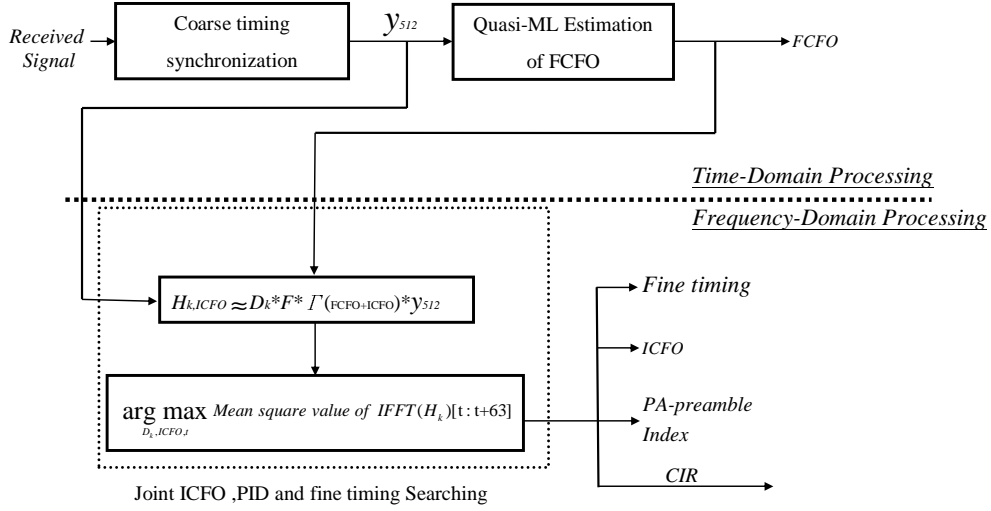 Received
Signal
Coarse timing
synchronization
y512
Quasi-ML Estimation
of FCFO
FCFO
Time-Domain Processing
Frequency-Domain Processing
Hk,ICFO ≈ Dk*F* Γ(FCFO+ICFO)*y512
arg max Mean square value of IFFT(Hk)[t:t+63]
Dk,ICFO,t
Fine timing
ICFO
PA-preamble
Index
CIR
Joint ICFO ,PID and fine timing Searching